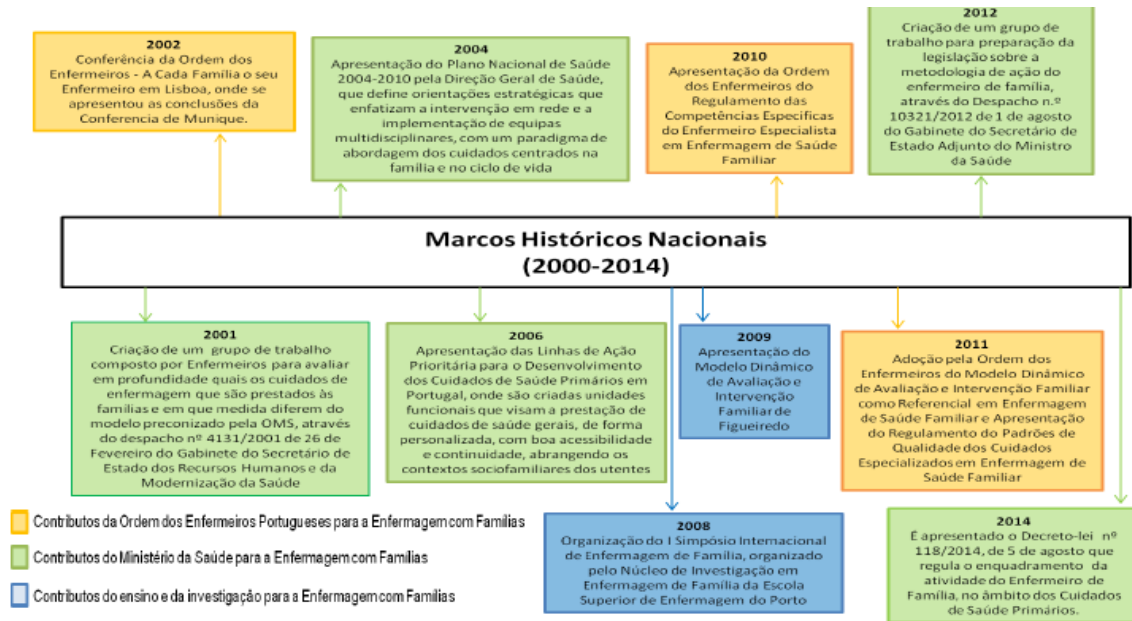 2002
Conferência da Ordem dos
Enfermeiros - A Cada Família o seu
Enfermeiro em Lisboa, onde se
apresentou as conclusões da
Conferencia de Munique.
2004
Apresentação do Plano Nacional de Saúde
2004-2010 pela Direção Geral de Saúde,
que define orientações estratégicas que
enfatizam a intervenção em rede e a
implementação de equipas
multidisciplinares, com um paradigma de
abordagem dos cuidados centrados na
família e no ciclo de vida
2010
Apresentação da Ordem
dos Enfermeiros do
Regulamento das
Competências Especificas
do Enfermeiro Especialista
em Enfermagem de Saúde
Familiar
2012
Criação de um grupo de
trabalho para preparação da
legislação sobre a
metodologia de ação do
enfermeiro de família,
através do Despacho n.º
10321/2012 de 1 de agosto
do Gabinete do Secretário de
Estado Adjunto do Ministro
da Saúde
Marcos Históricos Nacionais
(2000-2014)
2001
Criação de um grupo de trabalho
composto por Enfermeiros para avaliar
em profundidade quais os cuidados de
enfermagem que são prestados às
famílias e em que medida diferem do
modelo preconizado pela OMS, através
do despacho nº 4131/2001 de 26 de
Fevereiro do Gabinete do Secretário de
Estado dos Recursos Humanos e da
Modernização da Saúde
2006
Apresentação das Linhas de Ação
Prioritária para o Desenvolvimento
dos Cuidados de Saúde Primários em
Portugal, onde são criadas unidades
funcionais que visam a prestação de
cuidados de saúde gerais, de forma
personalizada, com boa acessibilidade
e continuidade, abrangendo os
contextos sociofamiliares dos utentes
2009
Apresentação do
Modelo Dinâmico
de Avaliação e
Intervenção
Familiar de
Figueiredo
2011
Adoção pela Ordem dos
Enfermeiros do Modelo Dinâmico
de Avaliação e Intervenção Familiar
como Referencial em Enfermagem
de Saúde Familiar e Apresentação
do Regulamento do Padrões de
Qualidade dos Cuidados
Especializados em Enfermagem de
Saúde Familiar
Contributos da Ordem dos Enfermeiros Portugueses para a Enfermagem com Famílias
Contributos do Ministério da Saúde para a Enfermagem com Famílias
Contributos do ensino e da investigação para a Enfermagem com Famílias
2008
Organização do I Simpósio Internacional
de Enfermagem de Família, organizado
pelo Núcleo de Investigação em
Enfermagem de Família da Escola
Superior de Enfermagem do Porto
2014
É apresentado o Decreto-lei nº
118/2014, de 5 de agosto que
regula o enquadramento da
atividade do Enfermeiro de
Família, no âmbito dos Cuidados
de Saúde Primários.